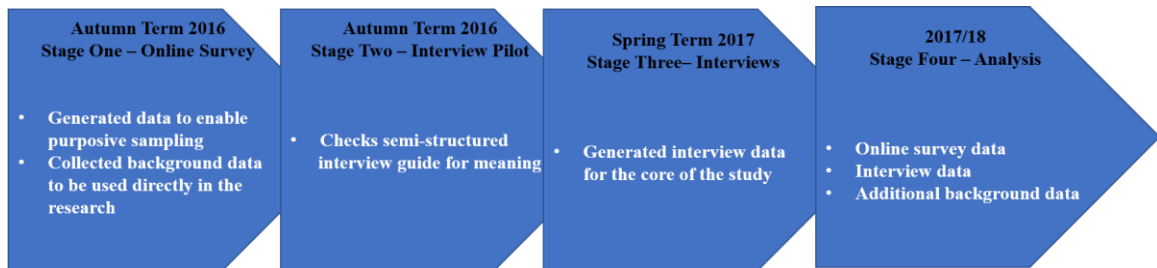 Autumn Term 2016
Stage One – Online Survey
• Generated data to enable
purposive sampling
• Collected background data
to be used directly in the
research
Autumn Term 2016
Stage Two – Interview Pilot
• Checks semi-structured
interview guide for meaning
Spring Term 2017
Stage Three– Interviews
• Generated interview data
for the core of the study
2017/18
Stage Four – Analysis
• Online survey data
• Interview data
• Additional background data